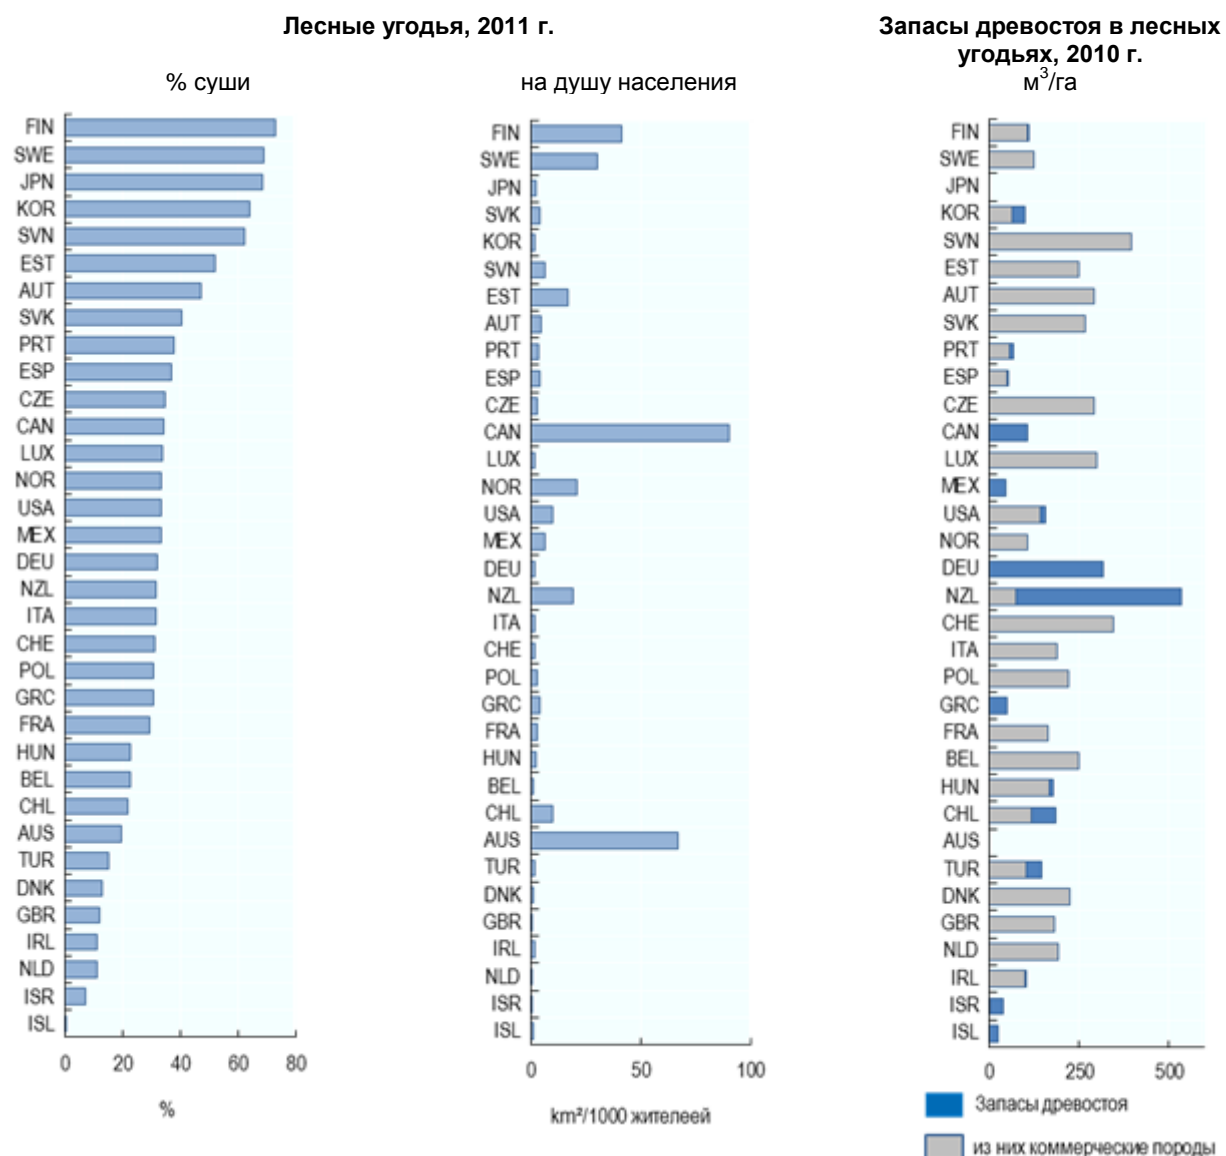 Лесные угодья, 2011 г.
Запасы древостоя в лесных
угодьях, 2010 г.
% суши
на душу населения
м³/га
FIN
SWE
JPN
KOR
SVN
EST
AUT
SVK
PRT
ESP
CZE
CAN
LUX
NOR
USA
MEX
DEU
NZL
ITA
CHE
POL
GRC
FRA
HUN
BEL
CHL
AUS
TUR
DNK
GBR
IRL
NLD
ISR
ISL
0 20 40 60 80
%
FIN
SWE
JPN
SVK
KOR
SVN
EST
AUT
PRT
ESP
CZE
CAN
LUX
NOR
USA
MEX
DEU
NZL
ITA
CHE
POL
GRC
FRA
HUN
BEL
CHL
AUS
TUR
DNK
GBR
IRL
NLD
ISR
ISL
0 50 100
km²/1000 жителеей
FIN
SWE
JPN
KOR
SVN
EST
AUT
SVK
PRT
ESP
CZE
CAN
LUX
MEX
USA
NOR
DEU
NZL
CHE
ITA
POL
GRC
FRA
BEL
HUN
CHL
AUS
TUR
DNK
GBR
NLD
IRL
ISR
ISL
0 250 500
Запасы древостоя
из них коммерческие породы